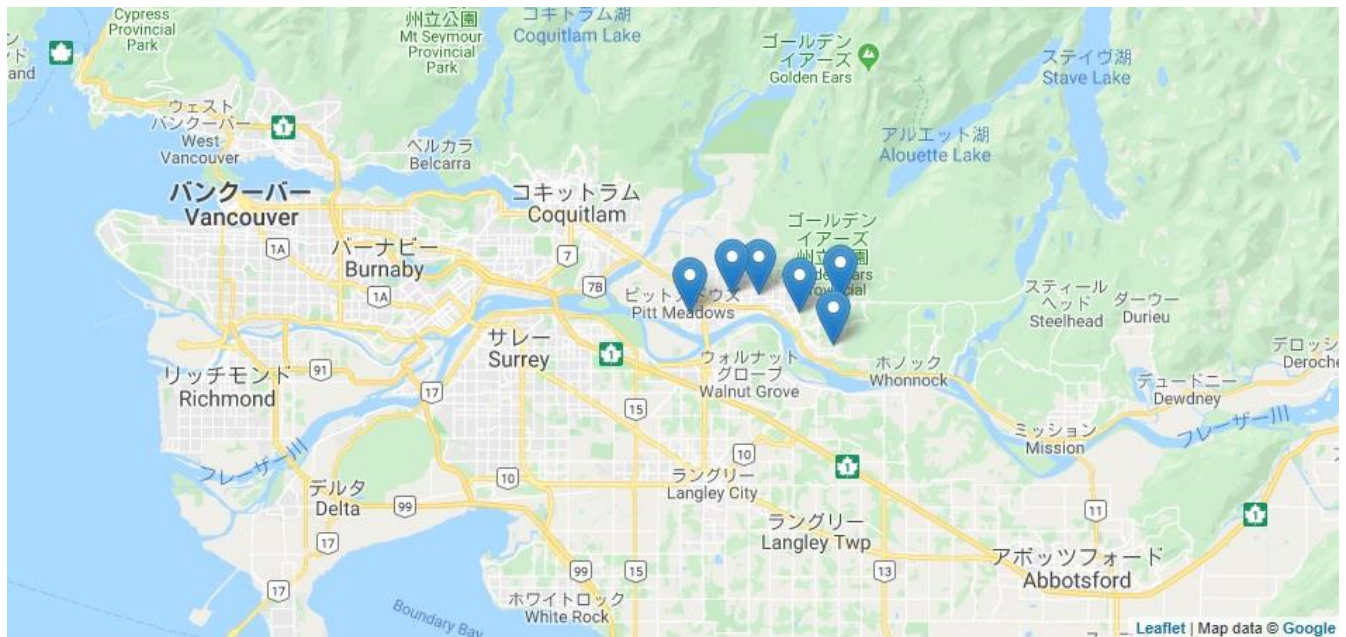 Cypress
Provincial
Park
州立公園
Mt Seymour
Provincial
Park
コキトラム湖
Coquitlam Lake
ゴールデン
イアーズ
Golden Ears
ステイヴ湖
Stave Lake
ウェスト
バンクーバー
West
Vancouver
1
ベルカラ
Belcarra
アルエット湖
Alouette Lake
バンクーバー
Vancouver
コキットラム
Coquitlam
1A
バーナビー
Burnaby
7
7B
1A
ゴールデン
イアーズ
ピットメドウズ
Pitt Meadows
スティール
ヘッド
Steelhead
ダーウー
Durieu
サレー
Surrey
1
ウォルナット
グローブ
Walnut Grove
ホノック
Whonnock
デロッシ
Deroche
リッチモンド
Richmond
91
17
15
デュードニー
Dewdney
フレーザー川
ミッション
Mission
フレーザー川
10
1
10
ラングリー
Langley City
デルタ
Delta
99
17
ラングリー
Langley Twp
11
1
アボッツフォード
Abbotsford
99
15
13
17
ホワイトロック
White Rock
Boundary Bay
Leaflet | Map data © Google